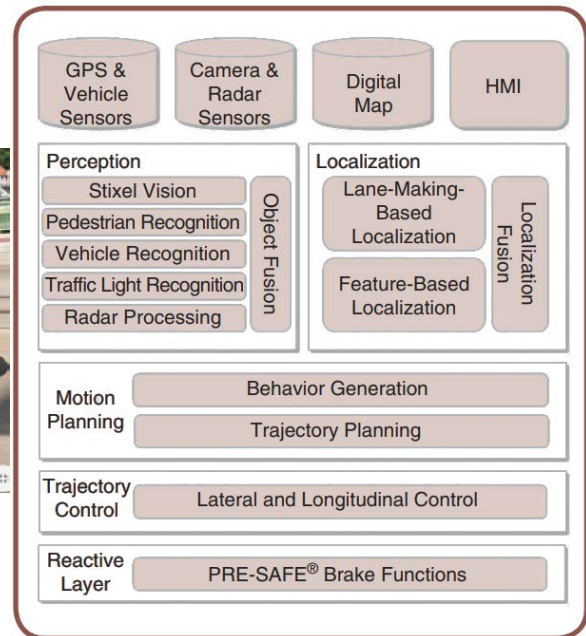 GPS &
Vehicle
Sensors
Camera &
Radar
Sensors
Digital
Map
HMI
Perception
Stixel Vision
Pedestrian Recognition
Vehicle Recognition
Traffic Light Recognition
Radar Processing
Object Fusion
Localization
Lane-Making-
Based
Localization
Feature-Based
Localization
Localization
Fusion
Motion
Planning
Behavior Generation
Trajectory Planning
Trajectory
Control
Lateral and Longitudinal Control
Reactive
Layer
PRE-SAFE® Brake Functions